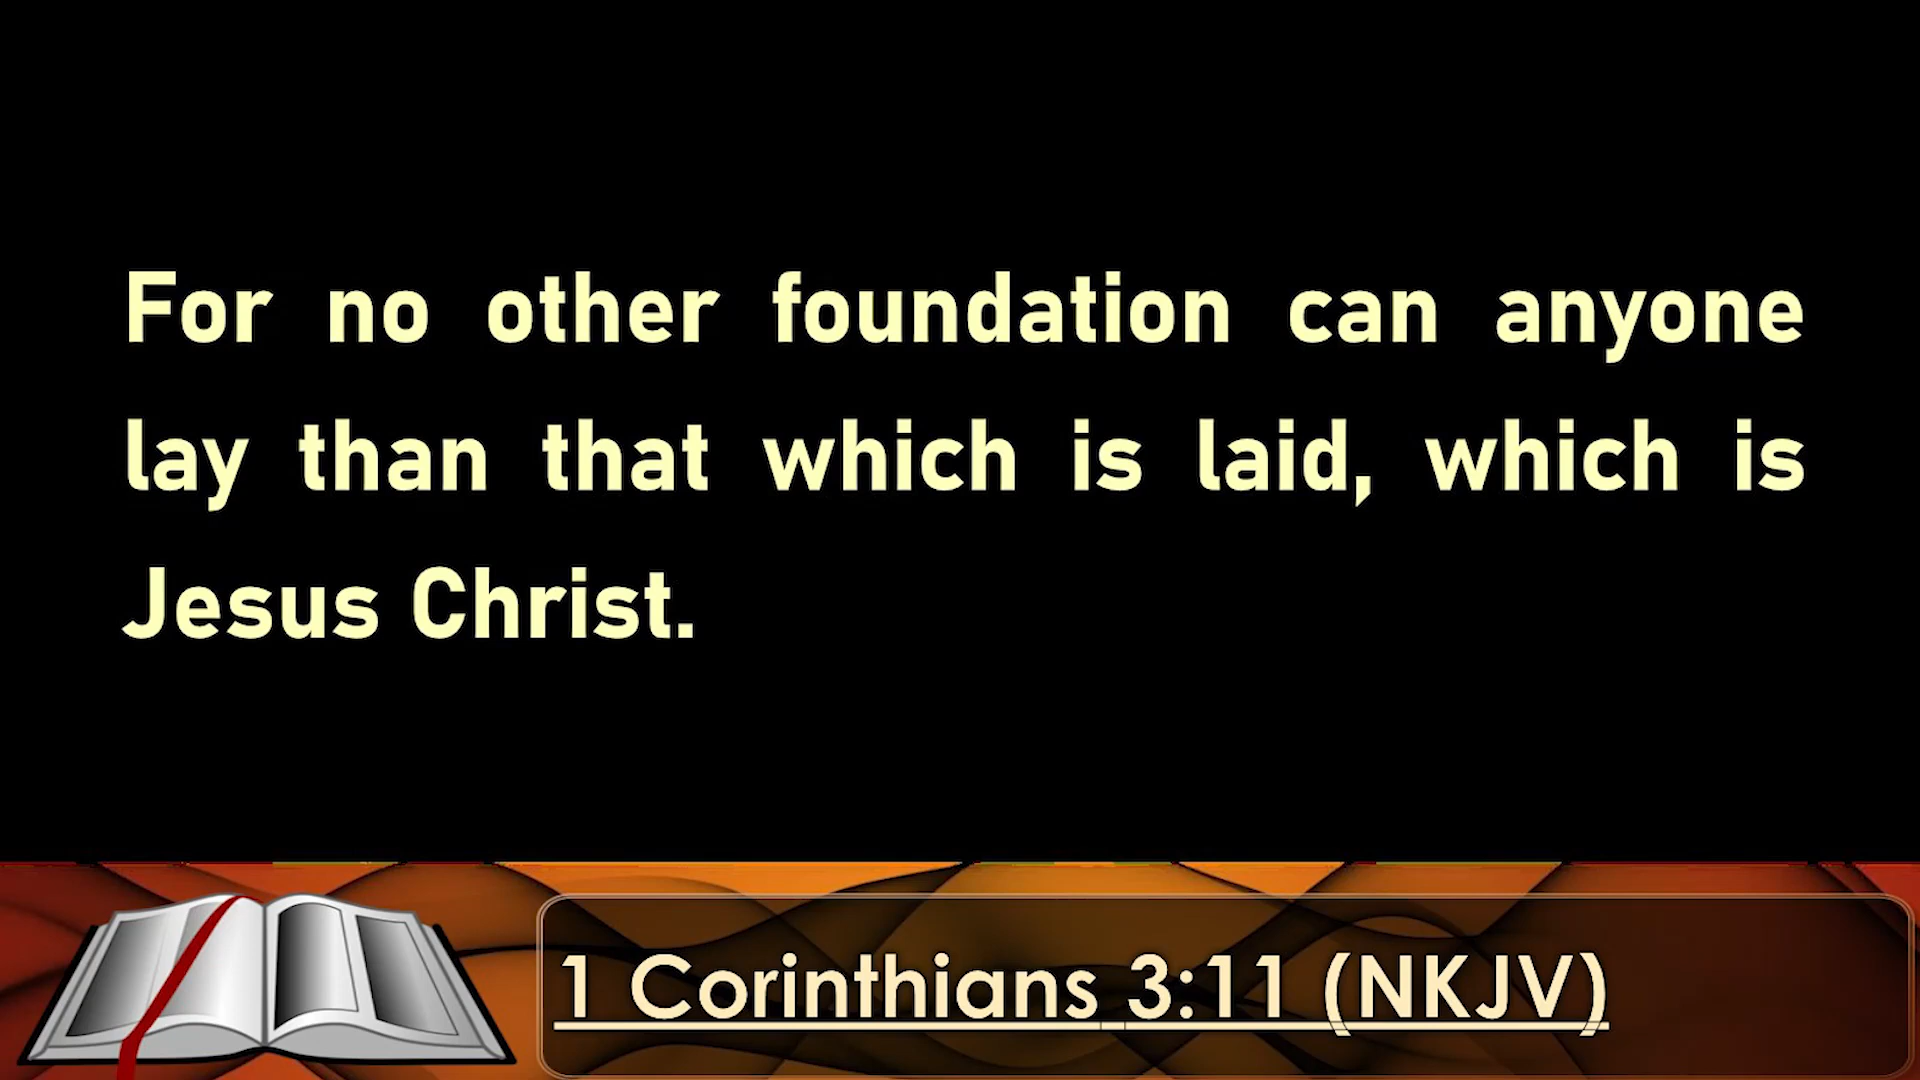 For no other foundation can anyone
lay than that which is laid, which is
Jesus Christ.
1 Corinthians 3:11 (NKJV)